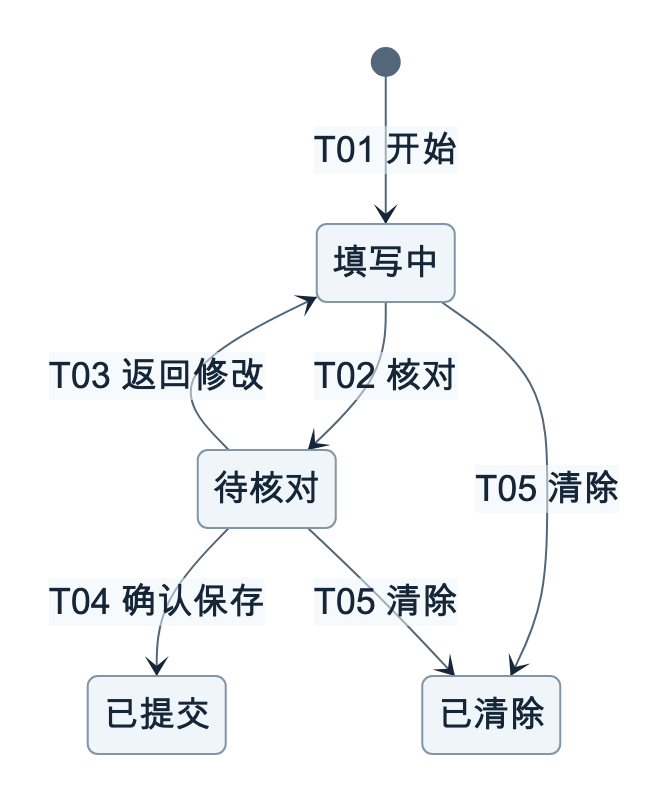 T01 开始
填写中
T03 返回修改
T02 核对
待核对
T05 清除
T04 确认保存
T05 清除
已提交
已清除